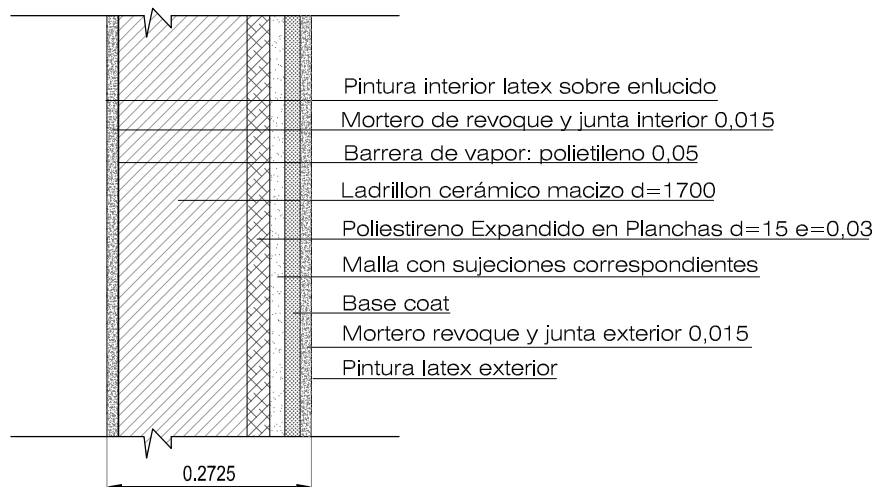 Pintura interior latex sobre enlucido
Mortero de revoque y junta interior 0,015
Barrera de vapor: polietileno 0,05
Ladrillon cerámico macizo d=1700
Poliestireno Expandido en Planchas d=15 e=0,03
Malla con sujeciones correspondientes
Base coat
Mortero revoque y junta exterior 0,015
Pintura latex exterior
0.2725